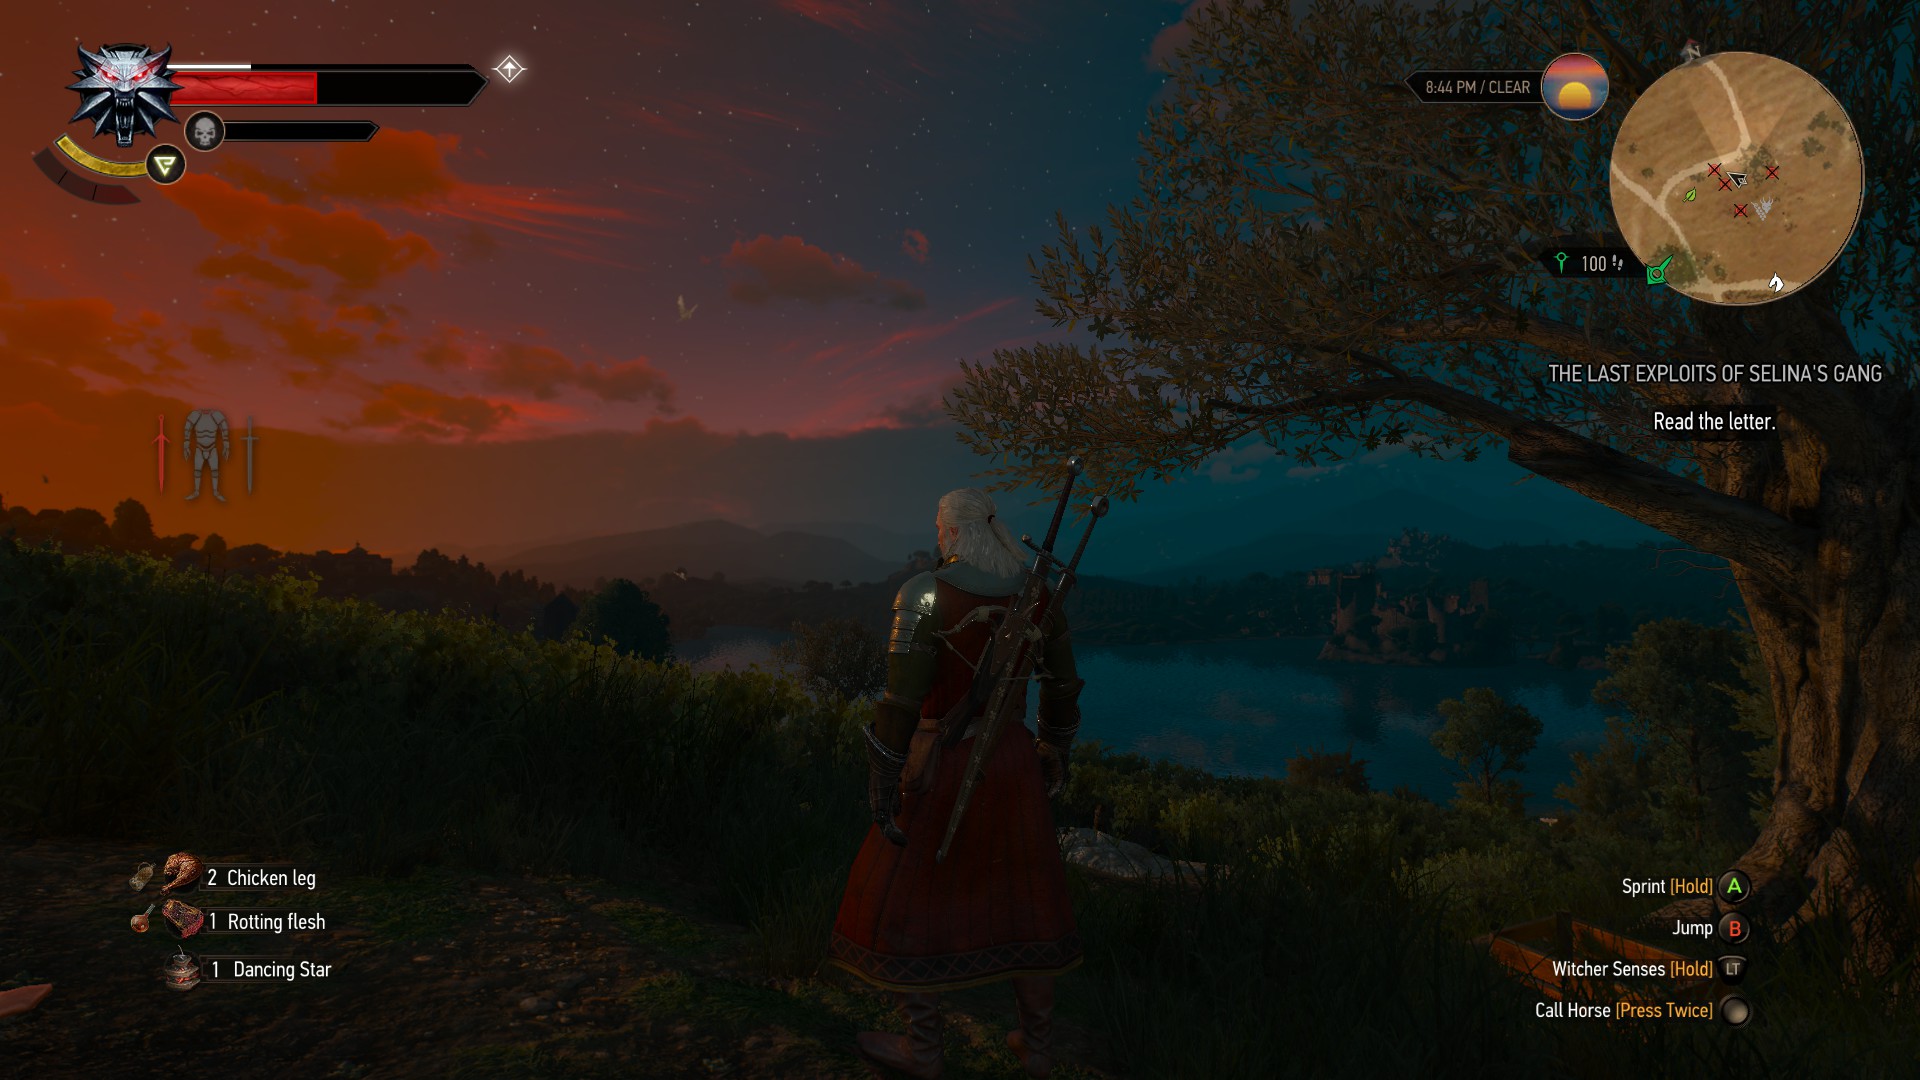 8:44 PM / CLEAR
100
THE LAST EXPLOITS OF SELINA'S GANG
Read the letter.
2 Chicken leg
1 Rotting flesh
1 Dancing Star
Sprint [Hold] A
Jump B
Witcher Senses [Hold] LT
Call Horse [Press Twice]